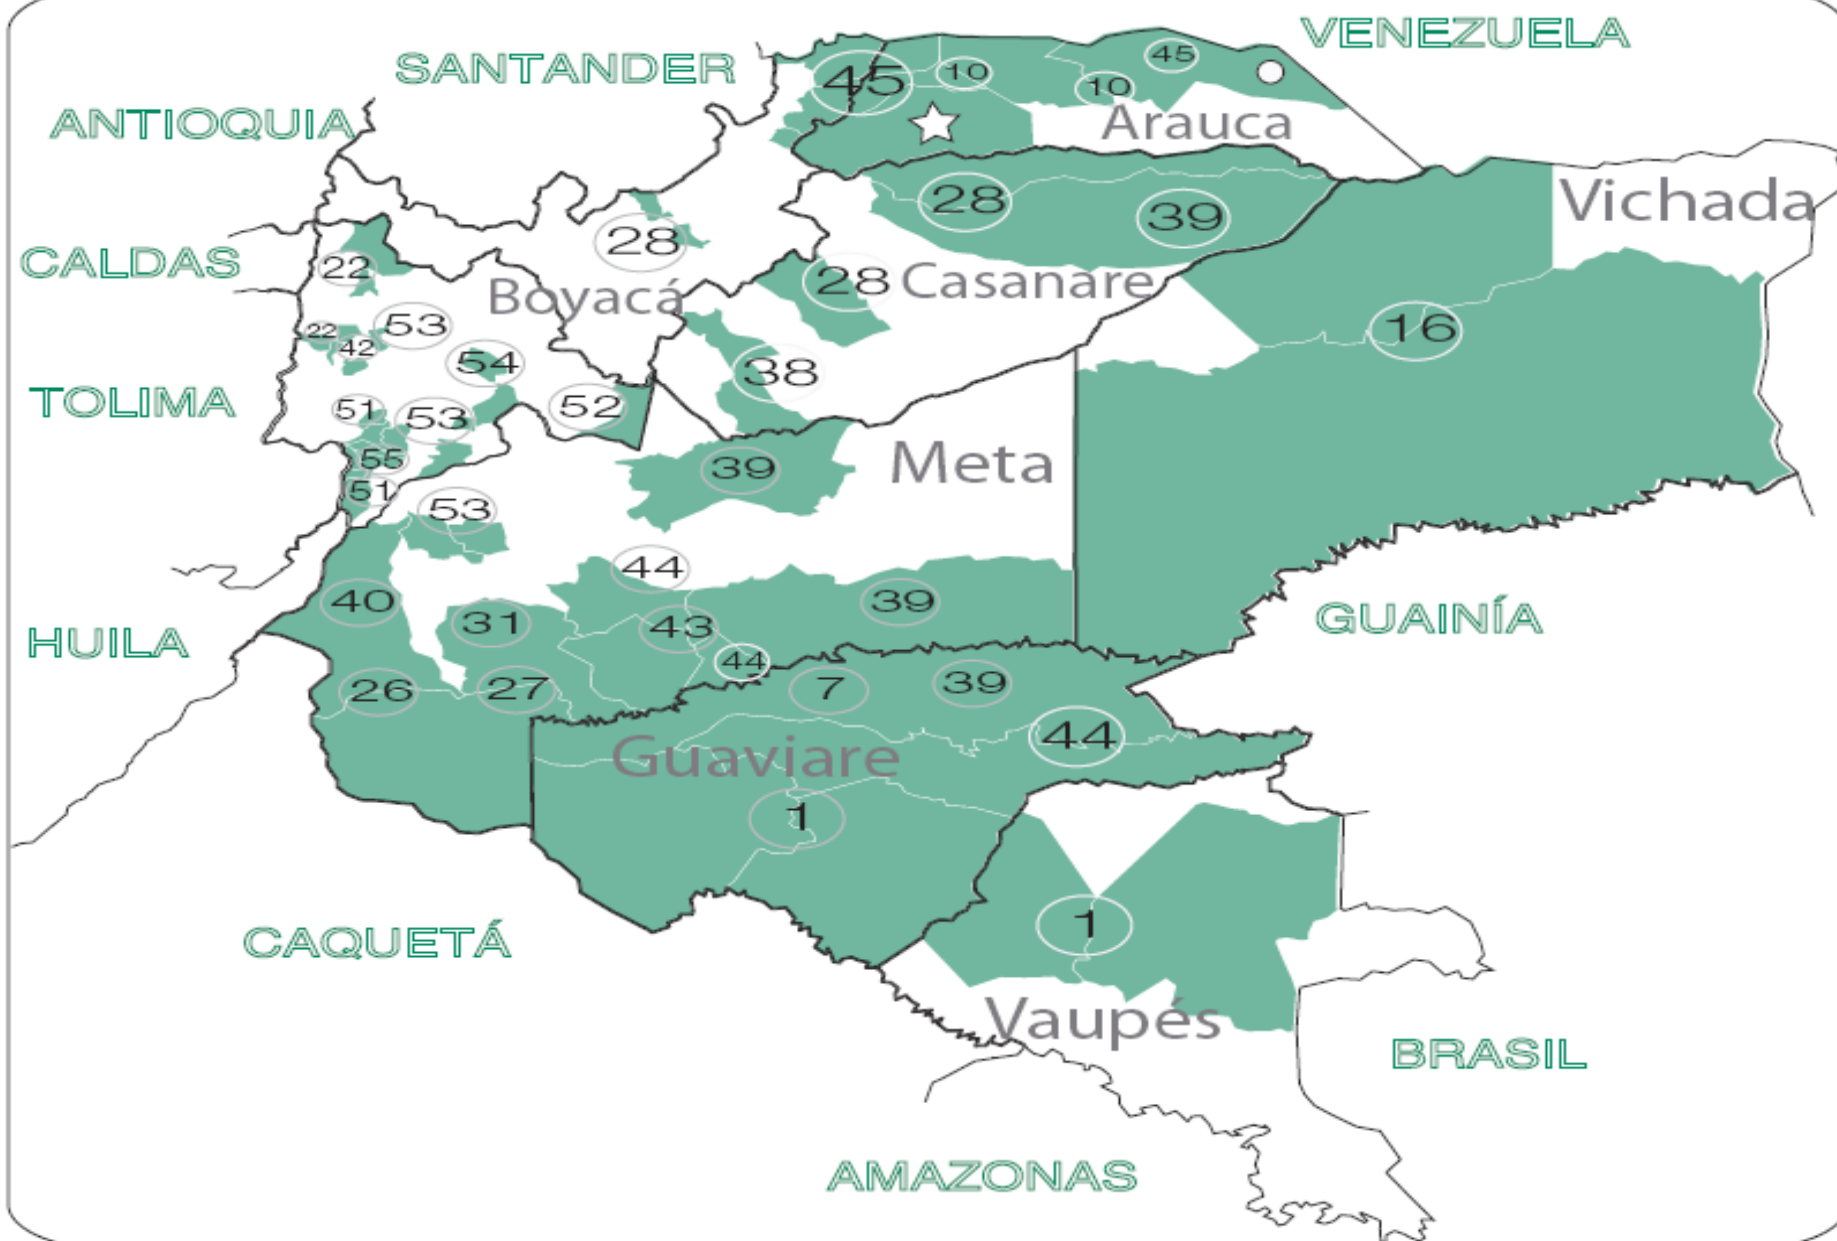 VENEZUELA
SANTANDER
45
10
45
10
ANTIOQUIA
Arauca
28
39
Vichada
28
CALDAS
22
28
Casanare
Boyacá
53
22
42
16
54
38
TOLIMA
51
53
52
55
39
Meta
51
53
44
40
39
31
43
GUAINÍA
HUILA
44
26
27
7
39
44
Guaviare
1
CAQUETÁ
1
Vaupés
BRASIL
AMAZONAS